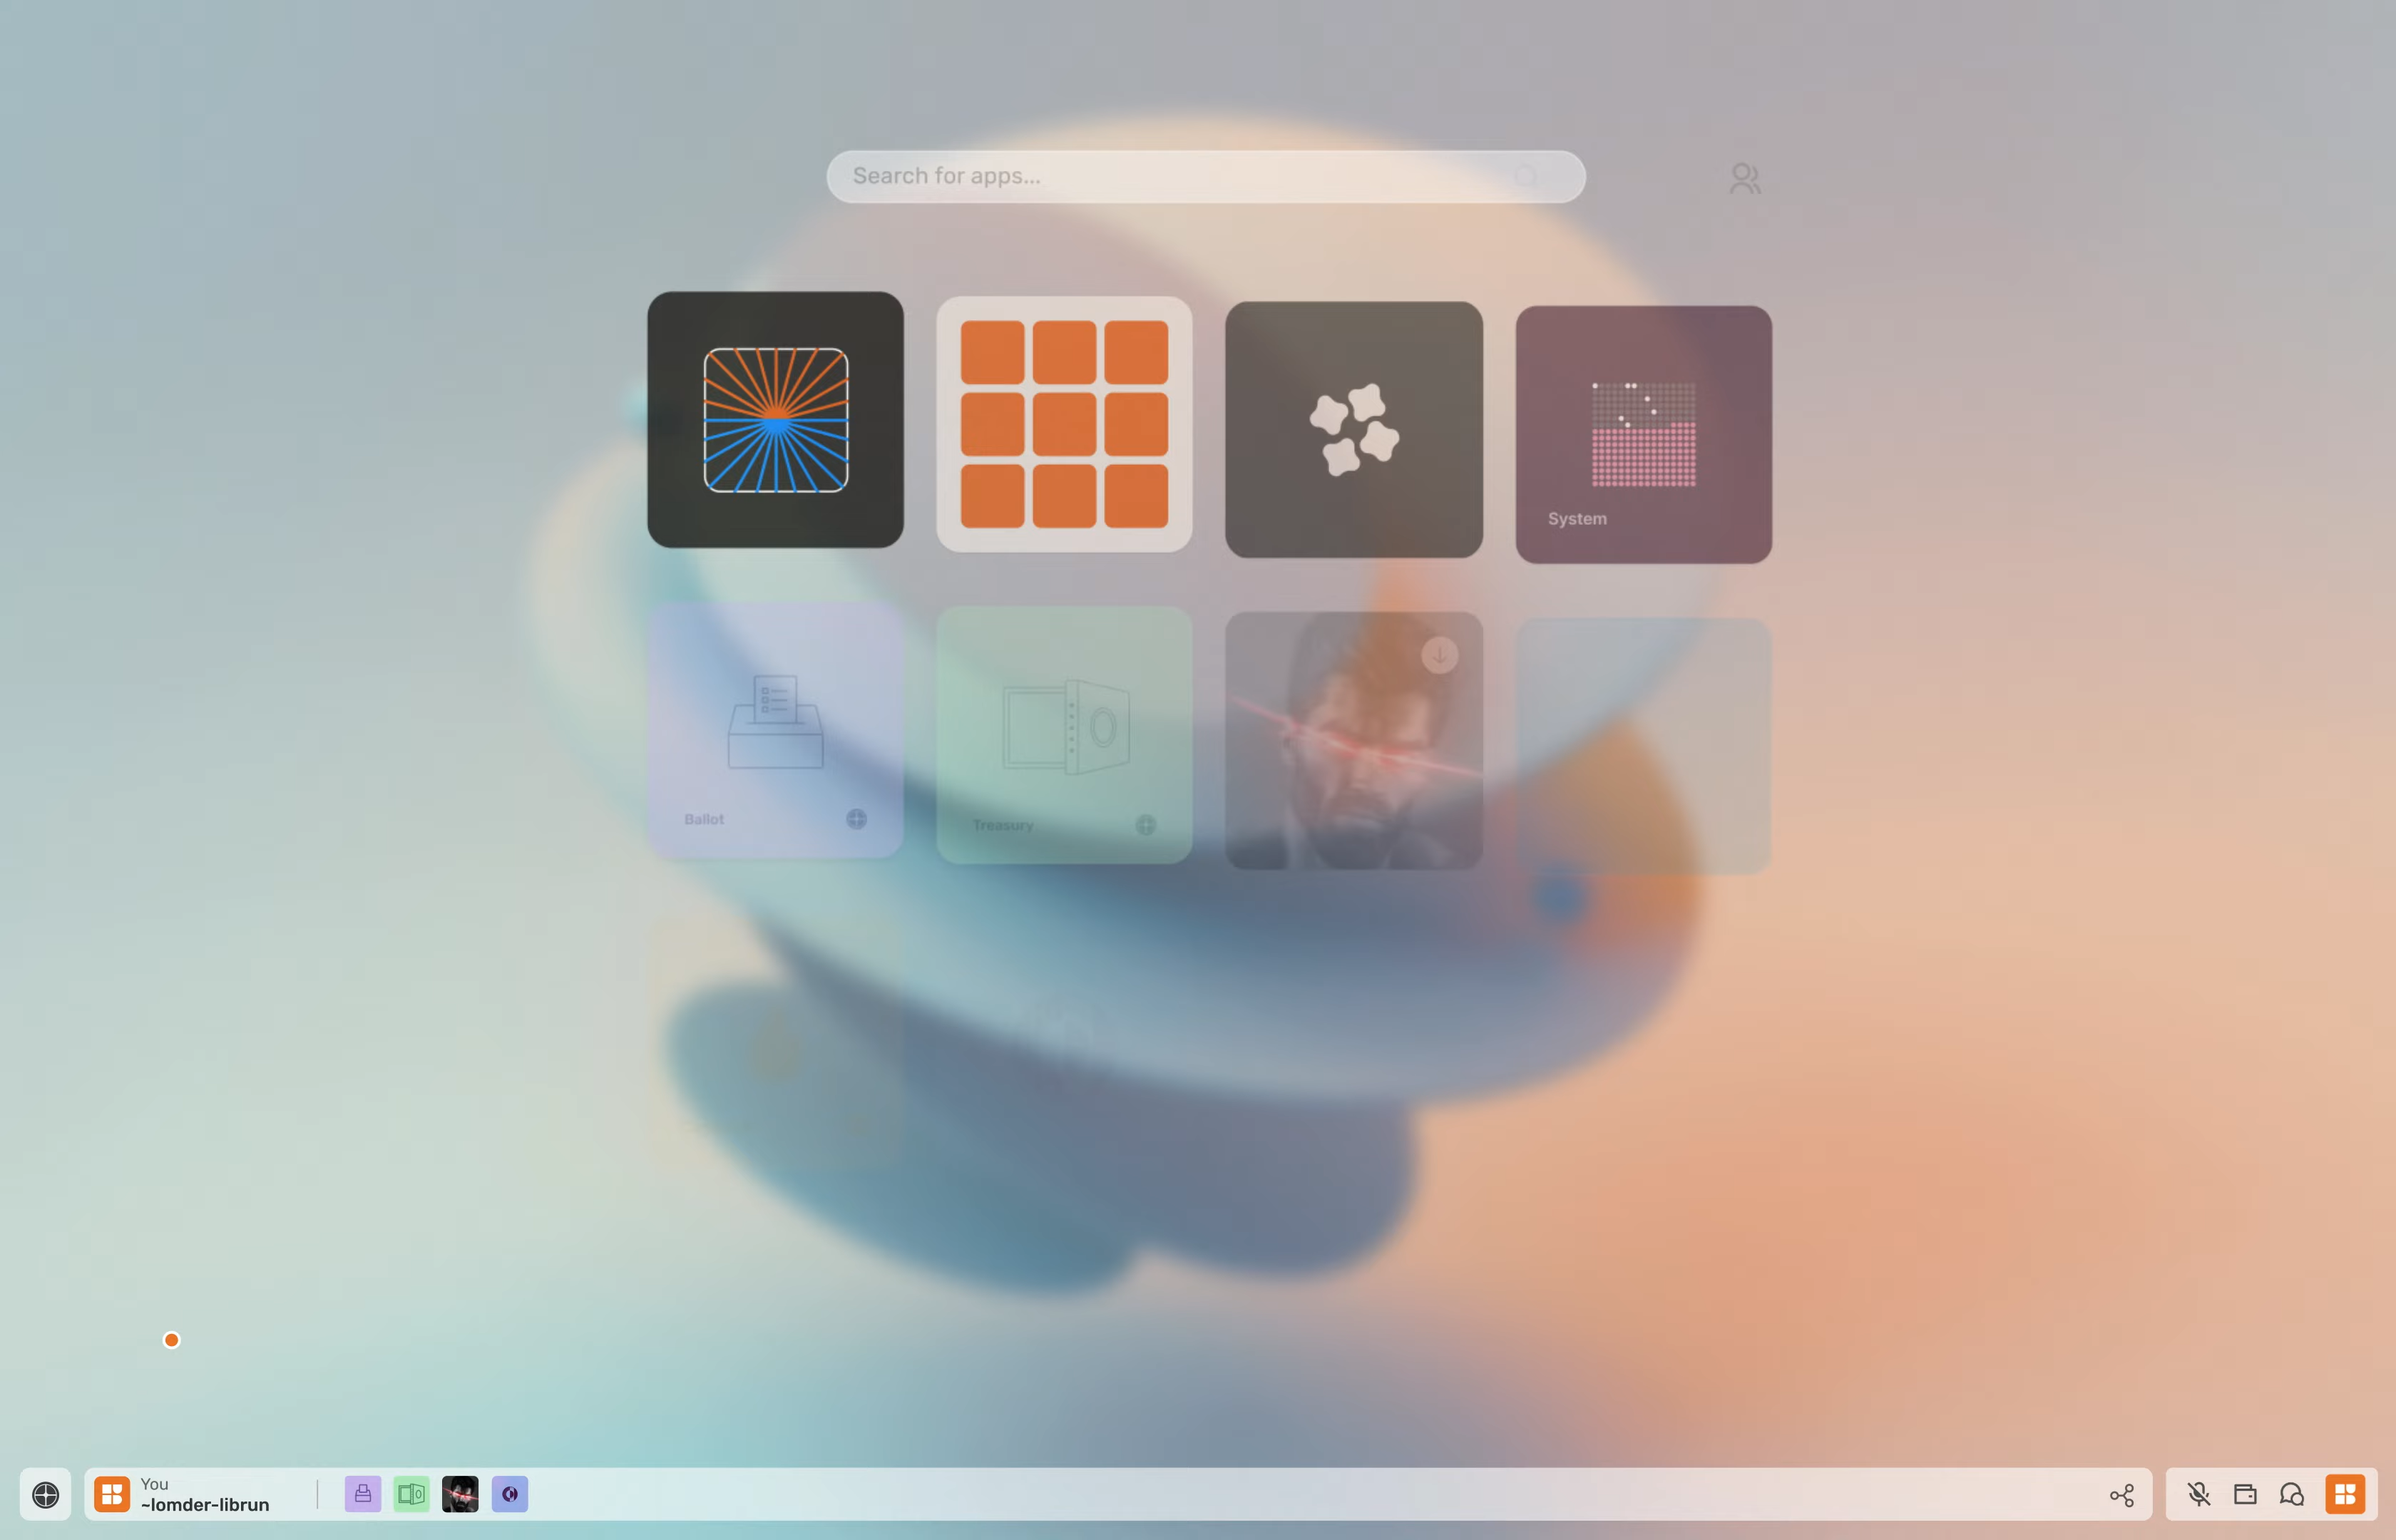 Search for apps...
System
Ballot
Treasury
You
~lomder-librun